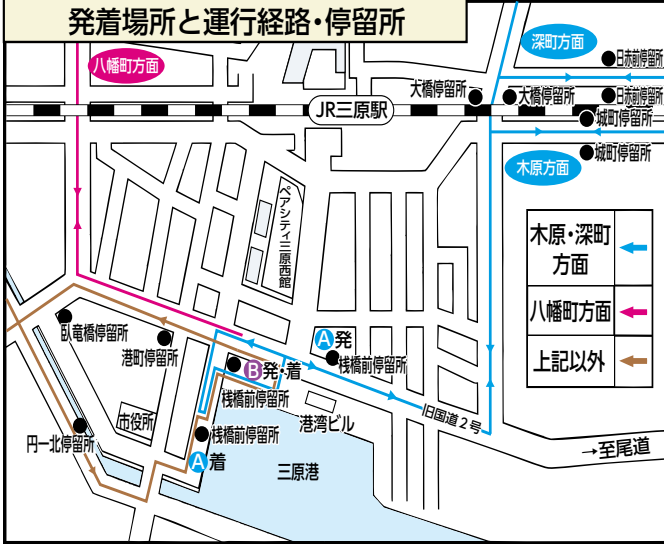 発着場所と運行経路・停留所
八幡町方面
深町方面
日赤前停留所
大橋停留所
大橋停留所
日赤前停留所
JR三原駅
城町停留所
城町停留所
木原方面
ペアシティ三原西館
木原・深町
方面
八幡町方面
上記以外
臥竜橋停留所
港町停留所
A発
桟橋前停留所
B発・着
桟橋前停留所
市役所
港湾ビル
旧国道2号
円一北停留所
桟橋前停留所
A着
三原港
→至尾道